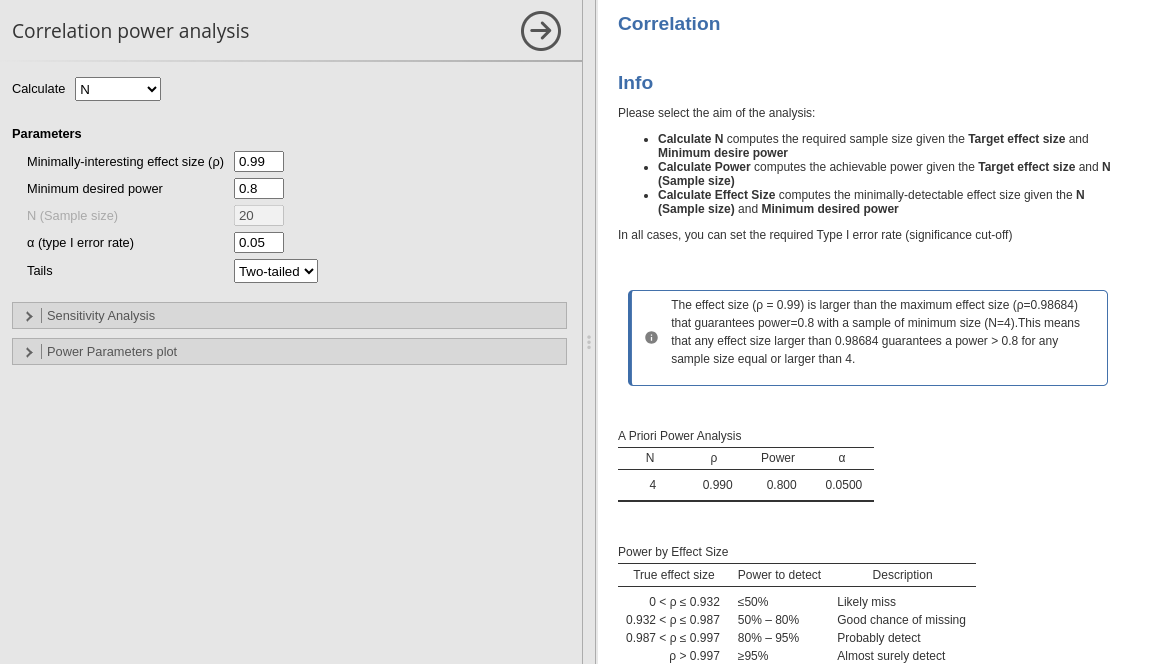 Correlation power analysis
Calculate N
Parameters
Minimally-interesting effect size (ρ) 0.99
Minimum desired power 0.8
N (Sample size) 20
α (type I error rate) 0.05
Tails Two-tailed
Sensitivity Analysis
Power Parameters plot
Correlation
Info
Please select the aim of the analysis:
Calculate N computes the required sample size given the Target effect size and
Minimum desire power
Calculate Power computes the achievable power given the Target effect size and N
(Sample size)
Calculate Effect Size computes the minimally-detectable effect size given the N
(Sample size) and Minimum desired power
In all cases, you can set the required Type I error rate (significance cut-off)
The effect size (ρ = 0.99) is larger than the maximum effect size (ρ=0.98684)
that guarantees power=0.8 with a sample of minimum size (N=4).This means
that any effect size larger than 0.98684 guarantees a power > 0.8 for any
sample size equal or larger than 4.
A Priori Power Analysis
N ρ Power α
4 0.990 0.800 0.0500
Power by Effect Size
True effect size Power to detect Description
0 < ρ ≤ 0.932 ≤50% Likely miss
0.932 < ρ ≤ 0.987 50% – 80% Good chance of missing
0.987 < ρ ≤ 0.997 80% – 95% Probably detect
ρ > 0.997 ≥95% Almost surely detect